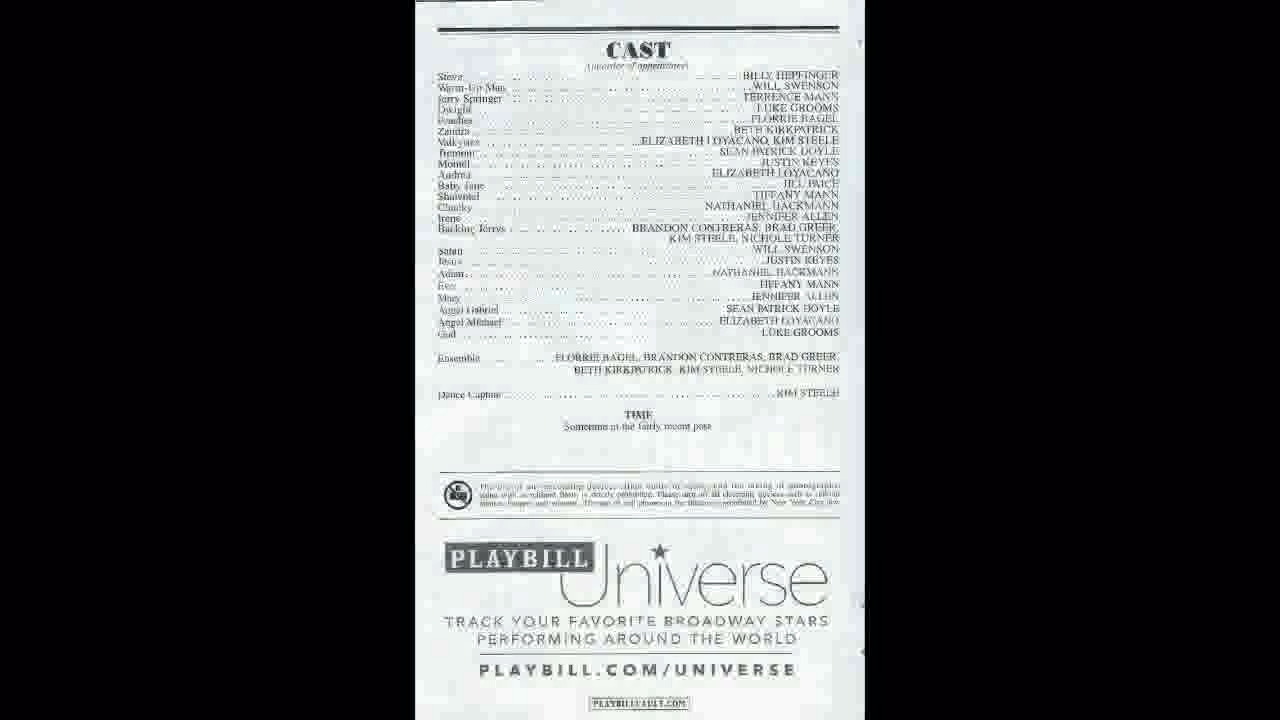 CAST
(in order of appearance)
Steve BILLY HEPFINGER
Warm-Up Man WILL SWENSON
Jerry Springer TERRENCE MANN
Dwight LUKE GROOMS
Peaches FLORRIE BAGEL
Zandra BETH KIRKPATRICK
Valkyries ELIZABETH LOYACANO, KIM STEELE
Tremont SEAN PATRICK DOYLE
Montel JUSTIN KEYES
Andrea ELIZABETH LOYACANO
Baby Jane JILL PAICE
Shawntel TIFFANY MANN
Chucky NATHANIEL HACKMANN
Irene JENNIFER ALLEN
Backing Jerrys BRANDON CONTRERAS, BRAD GREER,
KIM STEELE, NICHOLE TURNER
Satan WILL SWENSON
Jesus JUSTIN KEYES
Adam NATHANIEL HACKMANN
Eve TIFFANY MANN
Mary JENNIFER ALLEN
Angel Gabriel SEAN PATRICK DOYLE
Angel Michael ELIZABETH LOYACANO
God LUKE GROOMS
Ensemble FLORRIE BAGEL, BRANDON CONTRERAS, BRAD GREER,
BETH KIRKPATRICK, KIM STEELE, NICHOLE TURNER
Dance Captain KIM STEELE
TIME
Sometime in the fairly recent past
PLAYBILL Universe
TRACK YOUR FAVORITE BROADWAY STARS
PERFORMING AROUND THE WORLD
PLAYBILL.COM/UNIVERSE
PLAYBILLVAULT.COM